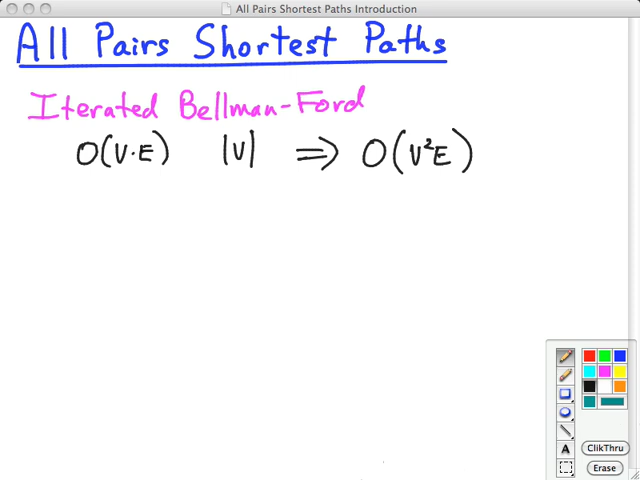 All Pairs Shortest Paths Introduction
All Pairs Shortest Paths
Iterated Bellman-Ford
O(V·E) |V| ⇒ O(V²E)
A
ClikThru
Erase